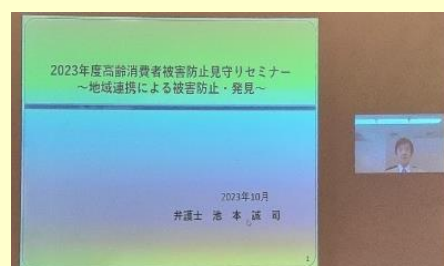 2023年度高齢消費者被害防止見守りセミナー
～地域連携による被害防止・発見～
2023年10月
弁護士 池 本 誠 司
1